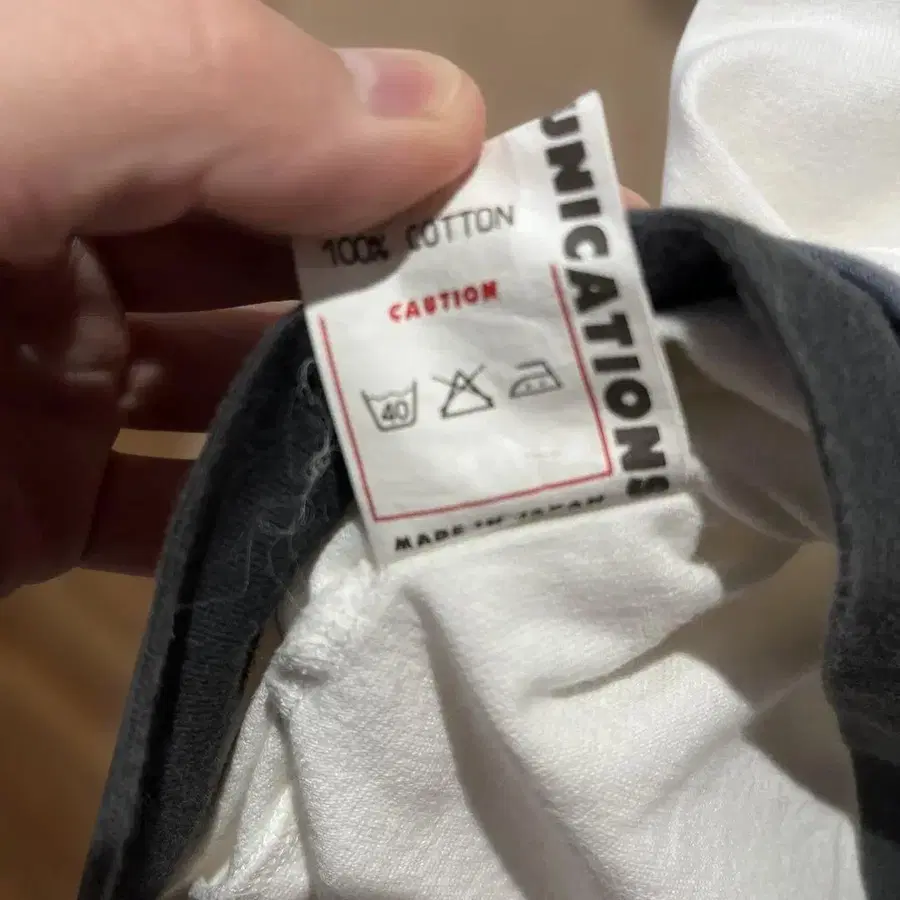 100% COTTON
CAUTION
40
UNICATIONS
MADE IN JAPAN